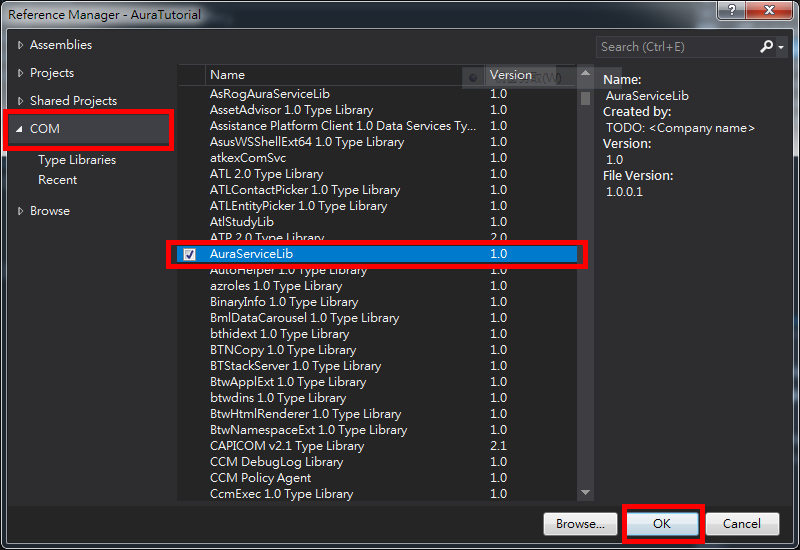 Reference Manager - AuraTutorial
Assemblies
Projects
Shared Projects
COM
Type Libraries
Recent
Browse
Name Version
AsRogAuraServiceLib 1.0
AssetAdvisor 1.0 Type Library 1.0
Assistance Platform Client 1.0 Data Services Ty... 1.0
AsusWSShellExt64 1.0 Type Library 1.0
atkexComSvc 1.0
ATL 2.0 Type Library 1.0
ATLContactPicker 1.0 Type Library 1.0
ATLEntityPicker 1.0 Type Library 1.0
AtlStudyLib 1.0
ATP 2.0 Type Library 2.0
AuraServiceLib 1.0
AutoHelper 1.0 Type Library 1.0
azroles 1.0 Type Library 1.0
BinaryInfo 1.0 Type Library 1.0
BmlDataCarousel 1.0 Type Library 1.0
bthidext 1.0 Type Library 1.0
BTNCopy 1.0 Type Library 1.0
BTStackServer 1.0 Type Library 1.0
BtwApplExt 1.0 Type Library 1.0
btwdins 1.0 Type Library 1.0
BtwHtmlRenderer 1.0 Type Library 1.0
BtwNamespaceExt 1.0 Type Library 1.0
CAPICOM v2.1 Type Library 2.1
CCM DebugLog Library 1.0
CCM Policy Agent 1.0
CcmExec 1.0 Type Library 1.0
Search (Ctrl+E)
Name:
AuraServiceLib
Created by:
TODO: <Company name>
Version:
1.0
File Version:
1.0.0.1
Browse... OK Cancel